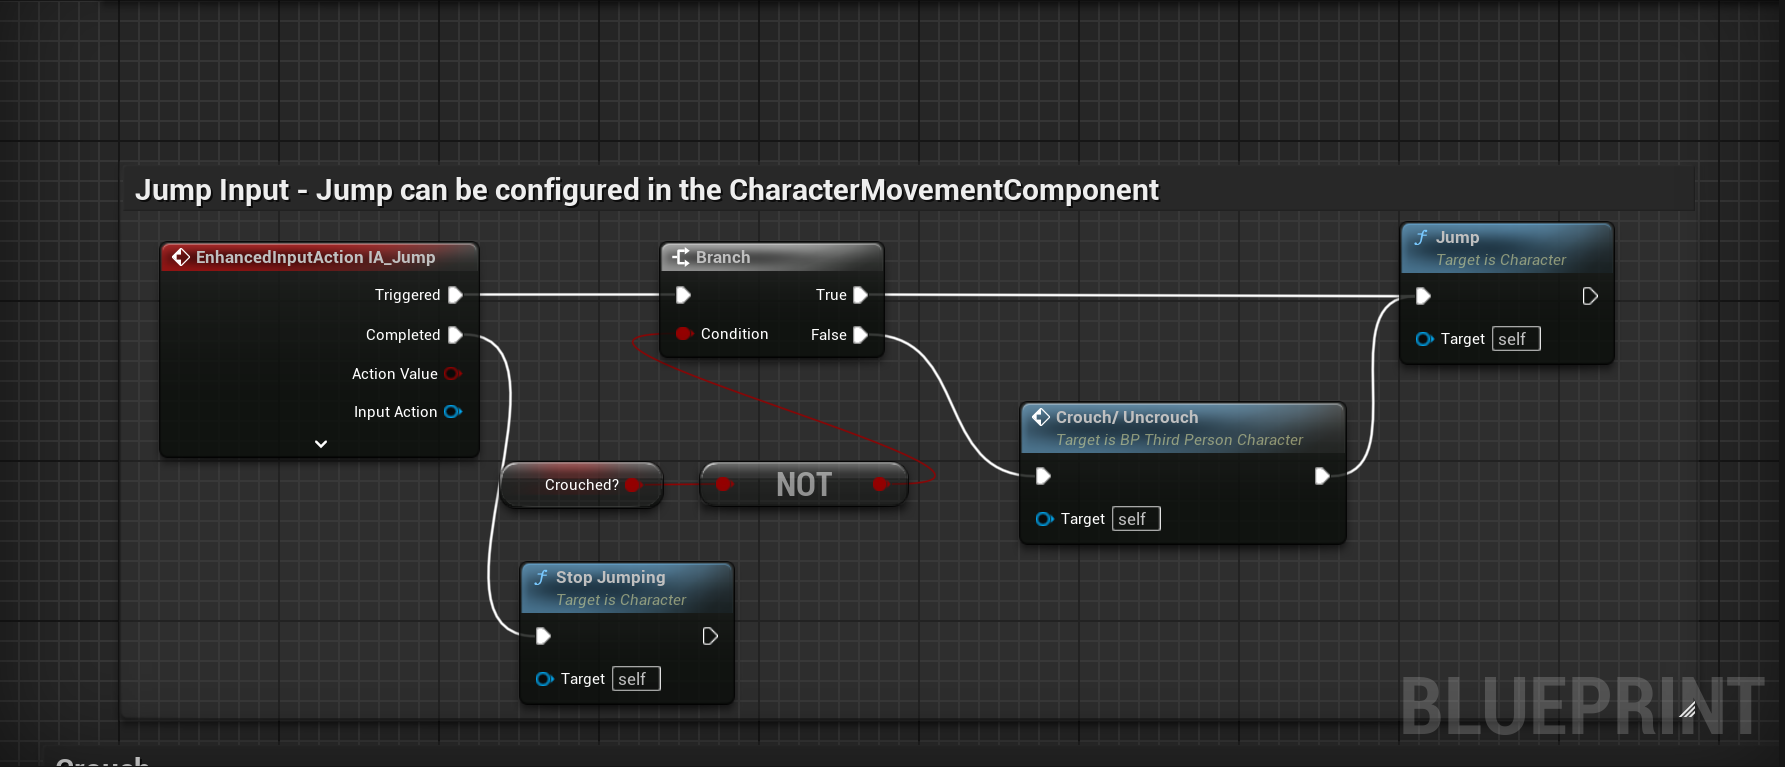 Jump Input - Jump can be configured in the CharacterMovementComponent
EnhancedInputAction IA_Jump
Triggered
Completed
Action Value
Input Action
Branch
True
Condition
False
Jump
Target is Character
Target self
Crouched?
NOT
Crouch/ Uncrouch
Target is BP Third Person Character
Target self
Stop Jumping
Target is Character
Target self
BLUEPRINT
Crouch